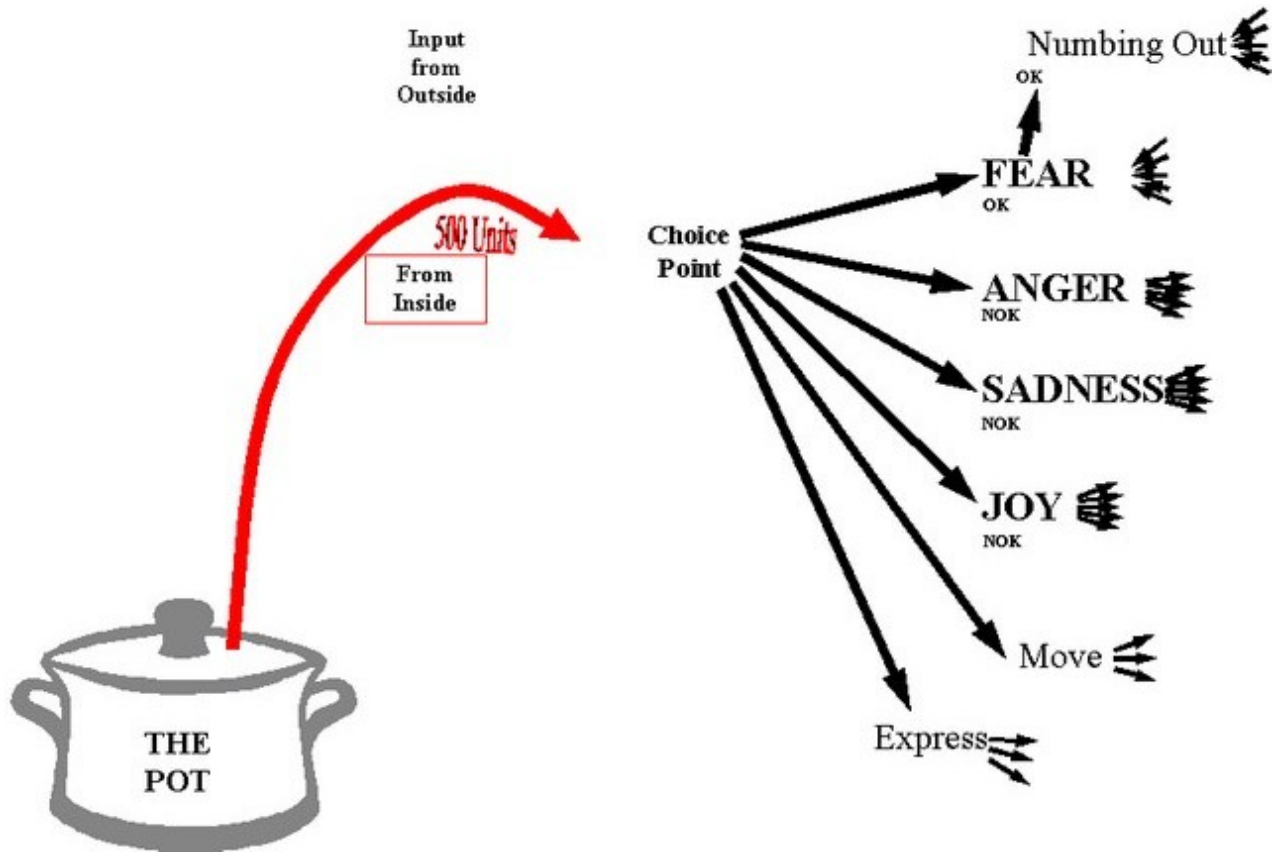 Input
from
Outside
Numbing Out
OK
FEAR
OK
500 Units
From
Inside
Choice
Point
ANGER
NOK
SADNESS
NOK
JOY
NOK
Move
Express
THE
POT